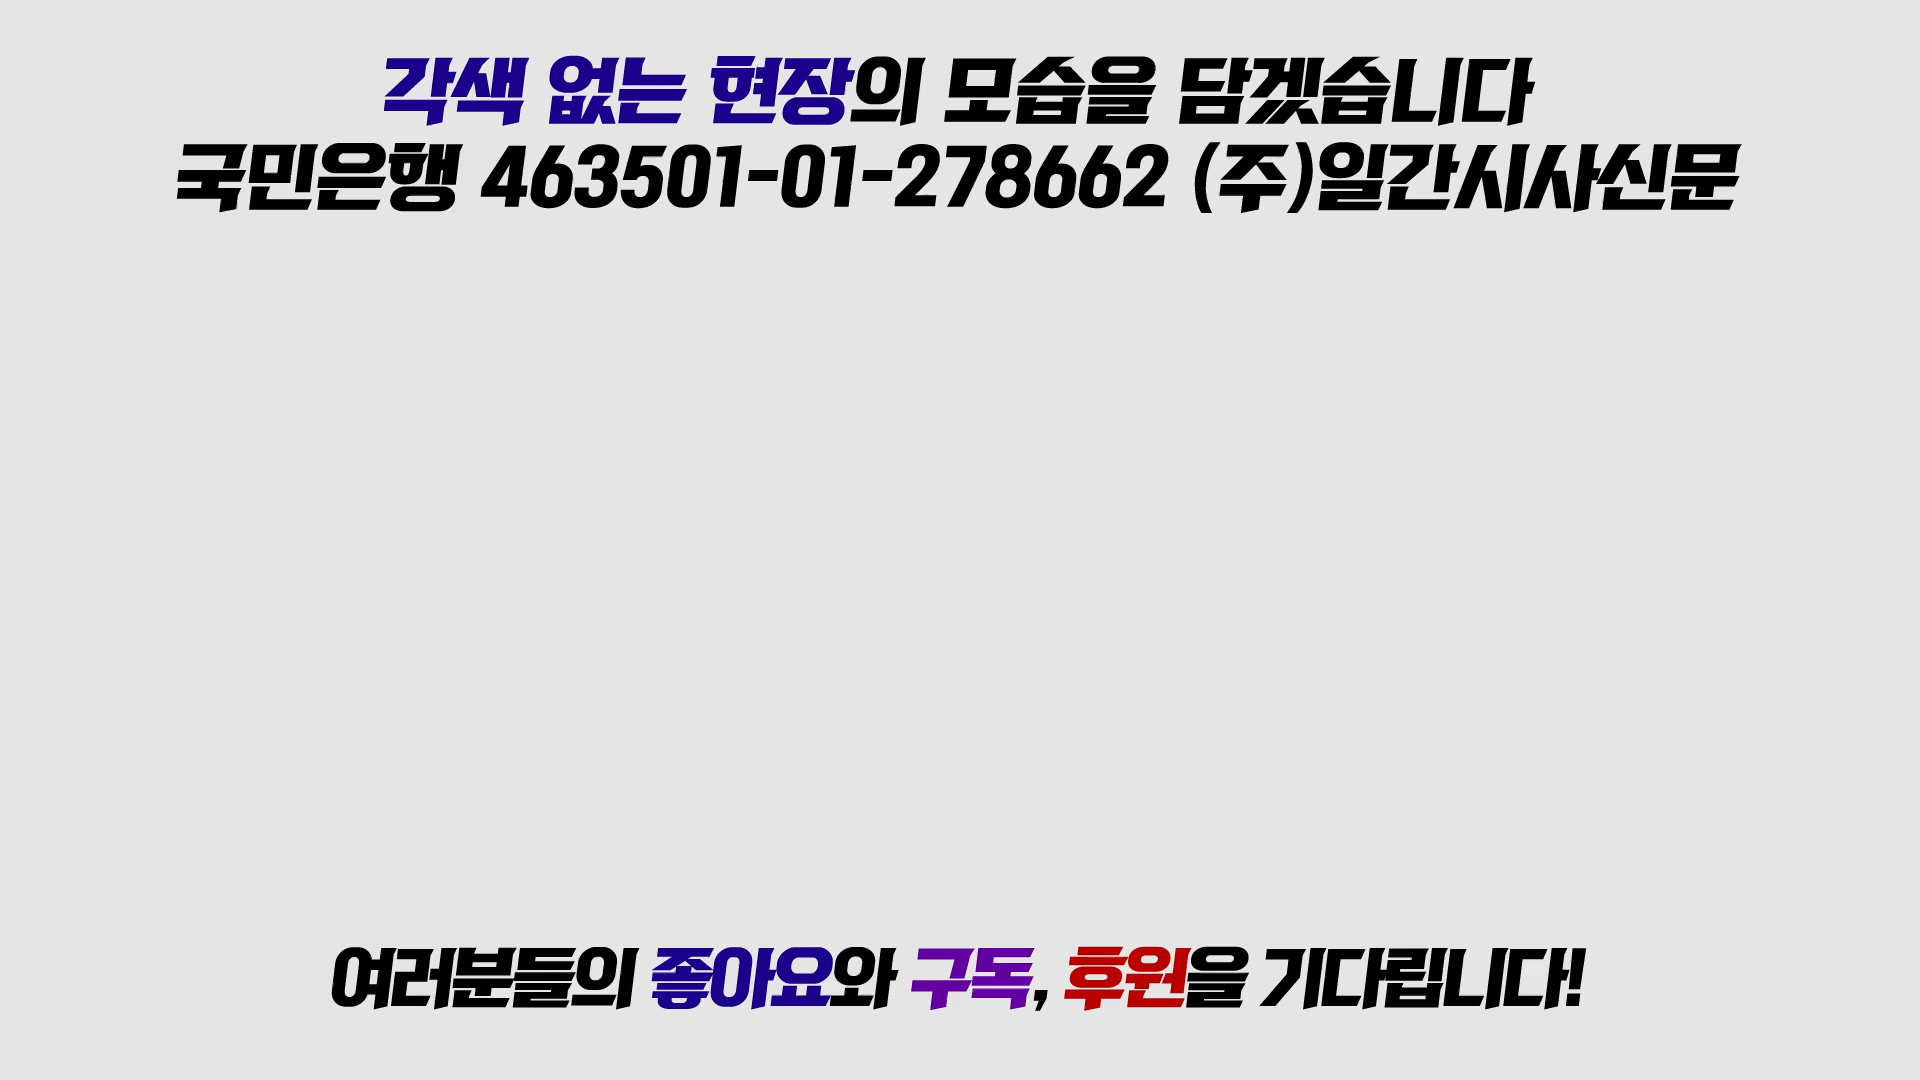 각색 없는 현장의 모습을 담겠습니다
국민은행 463501-01-278662 (주)일간시사신문
여러분들의 좋아요와 구독, 후원을 기다립니다!